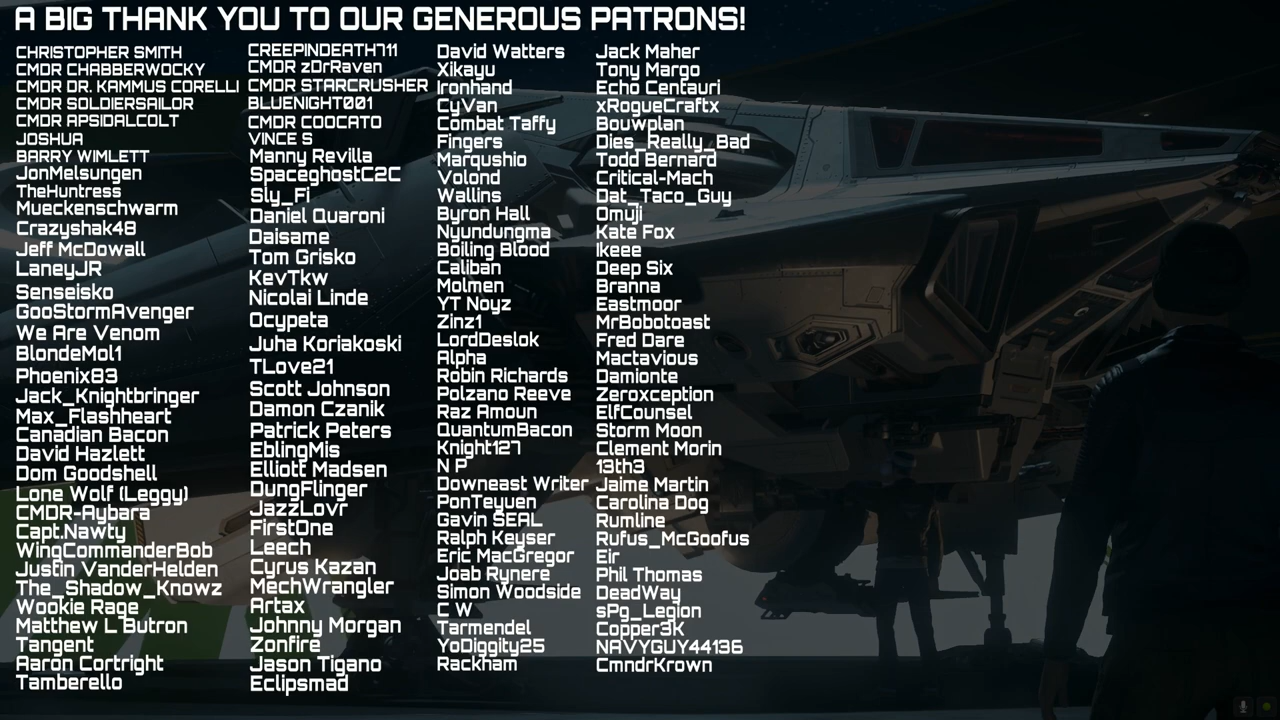 A BIG THANK YOU TO OUR GENEROUS PATRONS!
CHRISTOPHER SMITH
CMDR CHABBERWOCKY
CMDR DR. KAMMUS CORELLI
CMDR SOLDIERSAILOR
CMDR APSIDALCOLT
JOSHUA
BARRY WIMLETT
JonMelsungen
TheHuntress
Mueckenschwarm
Crazyshak48
Jeff McDowall
LaneyJR
Senseisko
GooStormAvenger
We Are Venom
BlondeMol1
Phoenix83
Jack_Knightbringer
Max_Flashheart
Canadian Bacon
David Hazlett
Dom Goodshell
Lone Wolf (Leggy)
CMDR-Aybara
Capt.Nawty
WingCommanderBob
Justin VanderHelden
The_Shadow_Knowz
Wookie Rage
Matthew L Butron
Tangent
Aaron Cortright
Tamberello
CREEPINDEATH711
CMDR zDrRaven
CMDR STARCRUSHER
BLUENIGHT001
CMDR COOCATO
VINCE S
Manny Revilla
SpaceghostC2C
Sly_Fi
Daniel Quaroni
Daisame
Tom Grisko
KevTkw
Nicolai Linde
Ocypeta
Juha Koriakoski
TLove21
Scott Johnson
Damon Czanik
Patrick Peters
EblingMis
Elliott Madsen
DungFlinger
JazzLovr
FirstOne
Leech
Cyrus Kazan
MechWrangler
Artax
Johnny Morgan
Zonfire
Jason Tigano
Eclipsmad
David Watters
Xikayu
Ironhand
CyVan
Combat Taffy
Fingers
Marqushio
Volond
Wallins
Byron Hall
Nyundungma
Boiling Blood
Caliban
Molmen
YT Noyz
Zinz1
LordDeslok
Alpha
Robin Richards
Polzano Reeve
Raz Amoun
QuantumBacon
Knight127
N P
Downeast Writer
PonTeyuen
Gavin SEAL
Ralph Keyser
Eric MacGregor
Joab Rynere
Simon Woodside
C W
Tarmendel
YoDiggity25
Rackham
Jack Maher
Tony Margo
Echo Centauri
xRogueCraftx
Bouwplan
Dies_Really_Bad
Todd Bernard
Critical-Mach
Dat_Taco_Guy
Omuji
Kate Fox
Ikeee
Deep Six
Branna
Eastmoor
MrBobotoast
Fred Dare
Mactavious
Damionte
Zeroxception
ElfCounsel
Storm Moon
Clement Morin
13th3
Jaime Martin
Carolina Dog
Rumline
Rufus_McGoofus
Eir
Phil Thomas
DeadWay
sPg_Legion
Copper3K
NAVYGUY44136
CmndrKrown